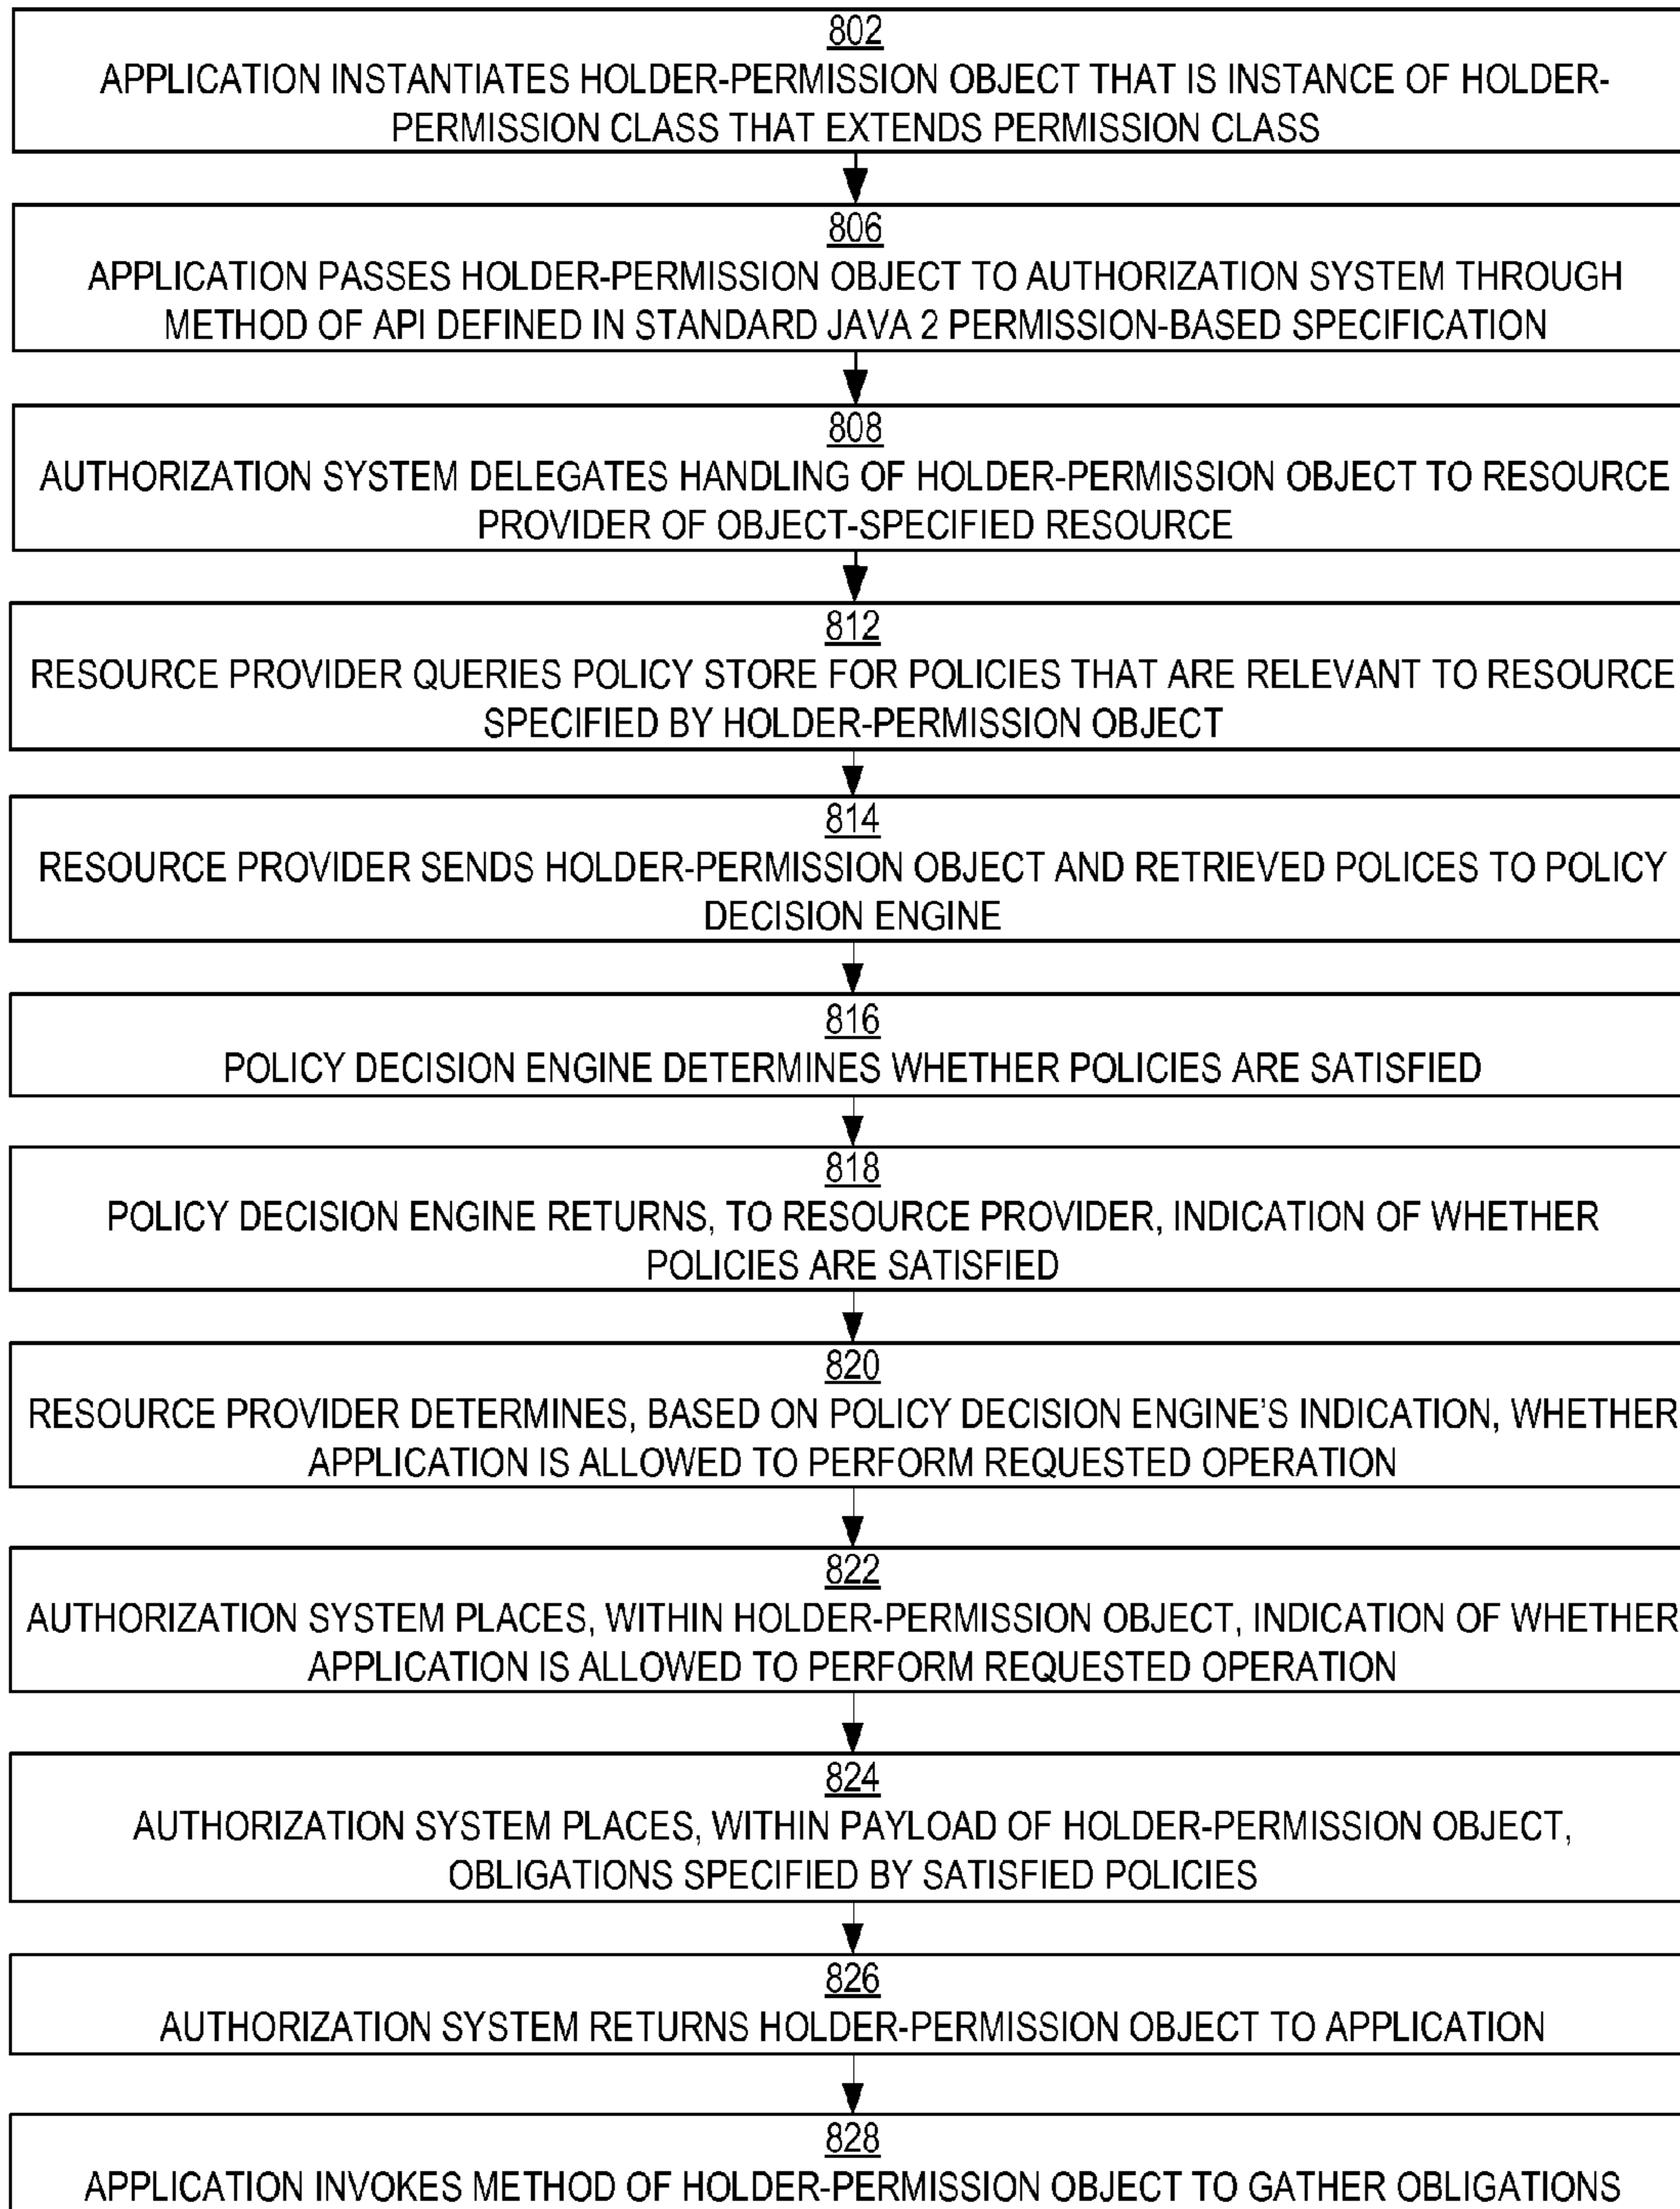 802
APPLICATION INSTANTIATES HOLDER-PERMISSION OBJECT THAT IS INSTANCE OF HOLDER-
PERMISSION CLASS THAT EXTENDS PERMISSION CLASS
806
APPLICATION PASSES HOLDER-PERMISSION OBJECT TO AUTHORIZATION SYSTEM THROUGH
METHOD OF API DEFINED IN STANDARD JAVA 2 PERMISSION-BASED SPECIFICATION
808
AUTHORIZATION SYSTEM DELEGATES HANDLING OF HOLDER-PERMISSION OBJECT TO RESOURCE
PROVIDER OF OBJECT-SPECIFIED RESOURCE
812
RESOURCE PROVIDER QUERIES POLICY STORE FOR POLICIES THAT ARE RELEVANT TO RESOURCE
SPECIFIED BY HOLDER-PERMISSION OBJECT
814
RESOURCE PROVIDER SENDS HOLDER-PERMISSION OBJECT AND RETRIEVED POLICES TO POLICY
DECISION ENGINE
816
POLICY DECISION ENGINE DETERMINES WHETHER POLICIES ARE SATISFIED
818
POLICY DECISION ENGINE RETURNS, TO RESOURCE PROVIDER, INDICATION OF WHETHER
POLICIES ARE SATISFIED
820
RESOURCE PROVIDER DETERMINES, BASED ON POLICY DECISION ENGINE'S INDICATION, WHETHER
APPLICATION IS ALLOWED TO PERFORM REQUESTED OPERATION
822
AUTHORIZATION SYSTEM PLACES, WITHIN HOLDER-PERMISSION OBJECT, INDICATION OF WHETHER
APPLICATION IS ALLOWED TO PERFORM REQUESTED OPERATION
824
AUTHORIZATION SYSTEM PLACES, WITHIN PAYLOAD OF HOLDER-PERMISSION OBJECT,
OBLIGATIONS SPECIFIED BY SATISFIED POLICIES
826
AUTHORIZATION SYSTEM RETURNS HOLDER-PERMISSION OBJECT TO APPLICATION
828
APPLICATION INVOKES METHOD OF HOLDER-PERMISSION OBJECT TO GATHER OBLIGATIONS